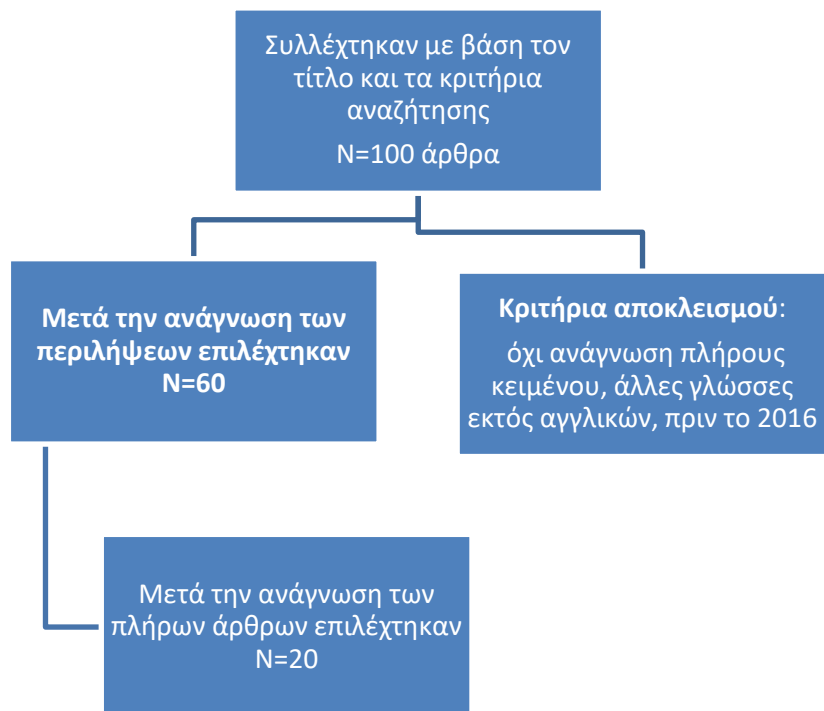 Συλλέχτηκαν με βάση τον
τίτλο και τα κριτήρια
αναζήτησης
N=100 άρθρα
Μετά την ανάγνωση των
περιλήψεων επιλέχτηκαν
N=60
Κριτήρια αποκλεισμού:
όχι ανάγνωση πλήρους
κειμένου, άλλες γλώσσες
εκτός αγγλικών, πριν το 2016
Μετά την ανάγνωση των
πλήρων άρθρων επιλέχτηκαν
N=20